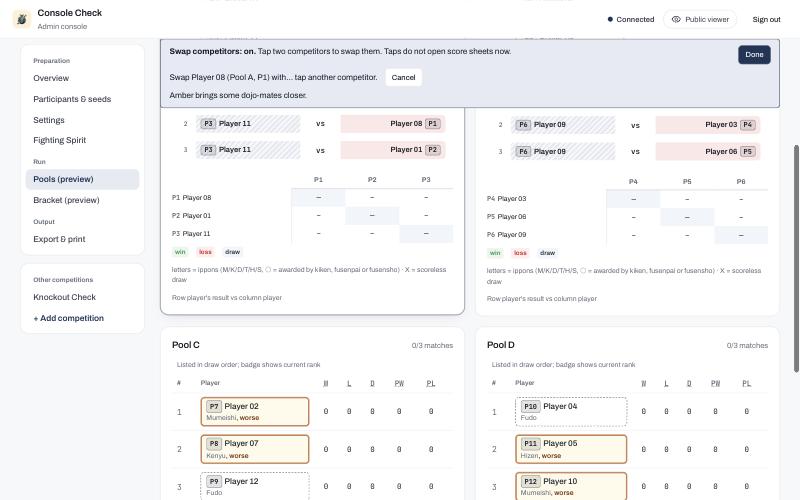 Console Check
Admin console
Connected
Public viewer
Sign out
Preparation
Overview
Participants & seeds
Settings
Fighting Spirit
Run
Pools (preview)
Bracket (preview)
Output
Export & print
Other competitions
Knockout Check
+ Add competition
Swap competitors: on. Tap two competitors to swap them. Taps do not open score sheets now.
Done
Swap Player 08 (Pool A, P1) with... tap another competitor.
Cancel
Amber brings some dojo-mates closer.
2 P3 Player 11 vs Player 08 P1
3 P3 Player 11 vs Player 01 P2
P1 P2 P3
P1 Player 08 – – –
P2 Player 01 – – –
P3 Player 11 – – –
win loss draw
letters = ippons (M/K/D/T/H/S, ○ = awarded by kiken, fusenpai or fusensho) · X = scoreless
draw
Row player's result vs column player
2 P6 Player 09 vs Player 03 P4
3 P6 Player 09 vs Player 06 P5
P4 P5 P6
P4 Player 03 – – –
P5 Player 06 – – –
P6 Player 09 – – –
win loss draw
letters = ippons (M/K/D/T/H/S, ○ = awarded by kiken, fusenpai or fusensho) · X = scoreless
draw
Row player's result vs column player
Pool C 0/3 matches
Listed in draw order; badge shows current rank
# Player W L D PW PL
1 P7 Player 02 0 0 0 0 0
Mumeishi, worse
2 P8 Player 07 0 0 0 0 0
Kenyu, worse
3 P9 Player 12 0 0 0 0 0
Fudo
Pool D 0/3 matches
Listed in draw order; badge shows current rank
# Player W L D PW PL
1 P10 Player 04 0 0 0 0 0
Fudo
2 P11 Player 05 0 0 0 0 0
Hizen, worse
3 P12 Player 10 0 0 0 0 0
Mumeishi, worse